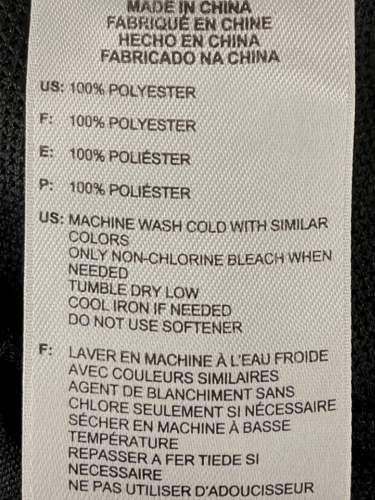 MADE IN CHINA
FABRIQUÉ EN CHINE
HECHO EN CHINA
FABRICADO NA CHINA
US: 100% POLYESTER
F: 100% POLYESTER
E: 100% POLIÉSTER
P: 100% POLIÉSTER
US: MACHINE WASH COLD WITH SIMILAR
COLORS
ONLY NON-CHLORINE BLEACH WHEN
NEEDED
TUMBLE DRY LOW
COOL IRON IF NEEDED
DO NOT USE SOFTENER
F: LAVER EN MACHINE À L'EAU FROIDE
AVEC COULEURS SIMILAIRES
AGENT DE BLANCHIMENT SANS
CHLORE SEULEMENT SI NÉCESSAIRE
SÉCHER EN MACHINE À BASSE
TEMPÉRATURE
REPASSER A FER TIEDE SI
NECESSAIRE
NE PAS UTILISER D'ADOUCISSEUR